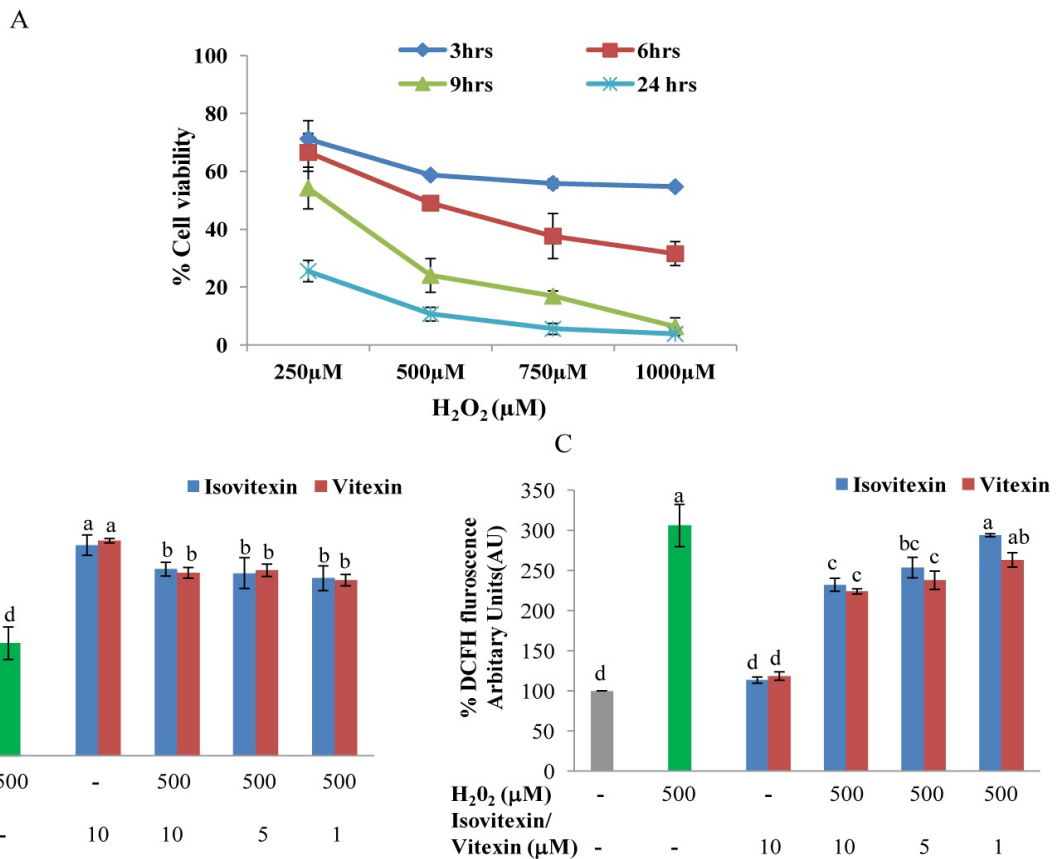 A
3hrs 6hrs
9hrs 24 hrs
100
80
60
40
20
0
% Cell viability
250µM 500µM 750µM 1000µM
H₂O₂ (µM)
C
Isovitexin Vitexin
a a
b b
b b
b b
d
500 - 500 500 500
- 10 10 5 1
Isovitexin Vitexin
350
300
250
200
150
100
50
0
% DCFH fluroscence
Arbitary Units(AU)
d a d d c c bc c a ab
H₂0₂ (µM) - 500 - 500 500 500
Isovitexin/
Vitexin (µM) - - 10 10 5 1